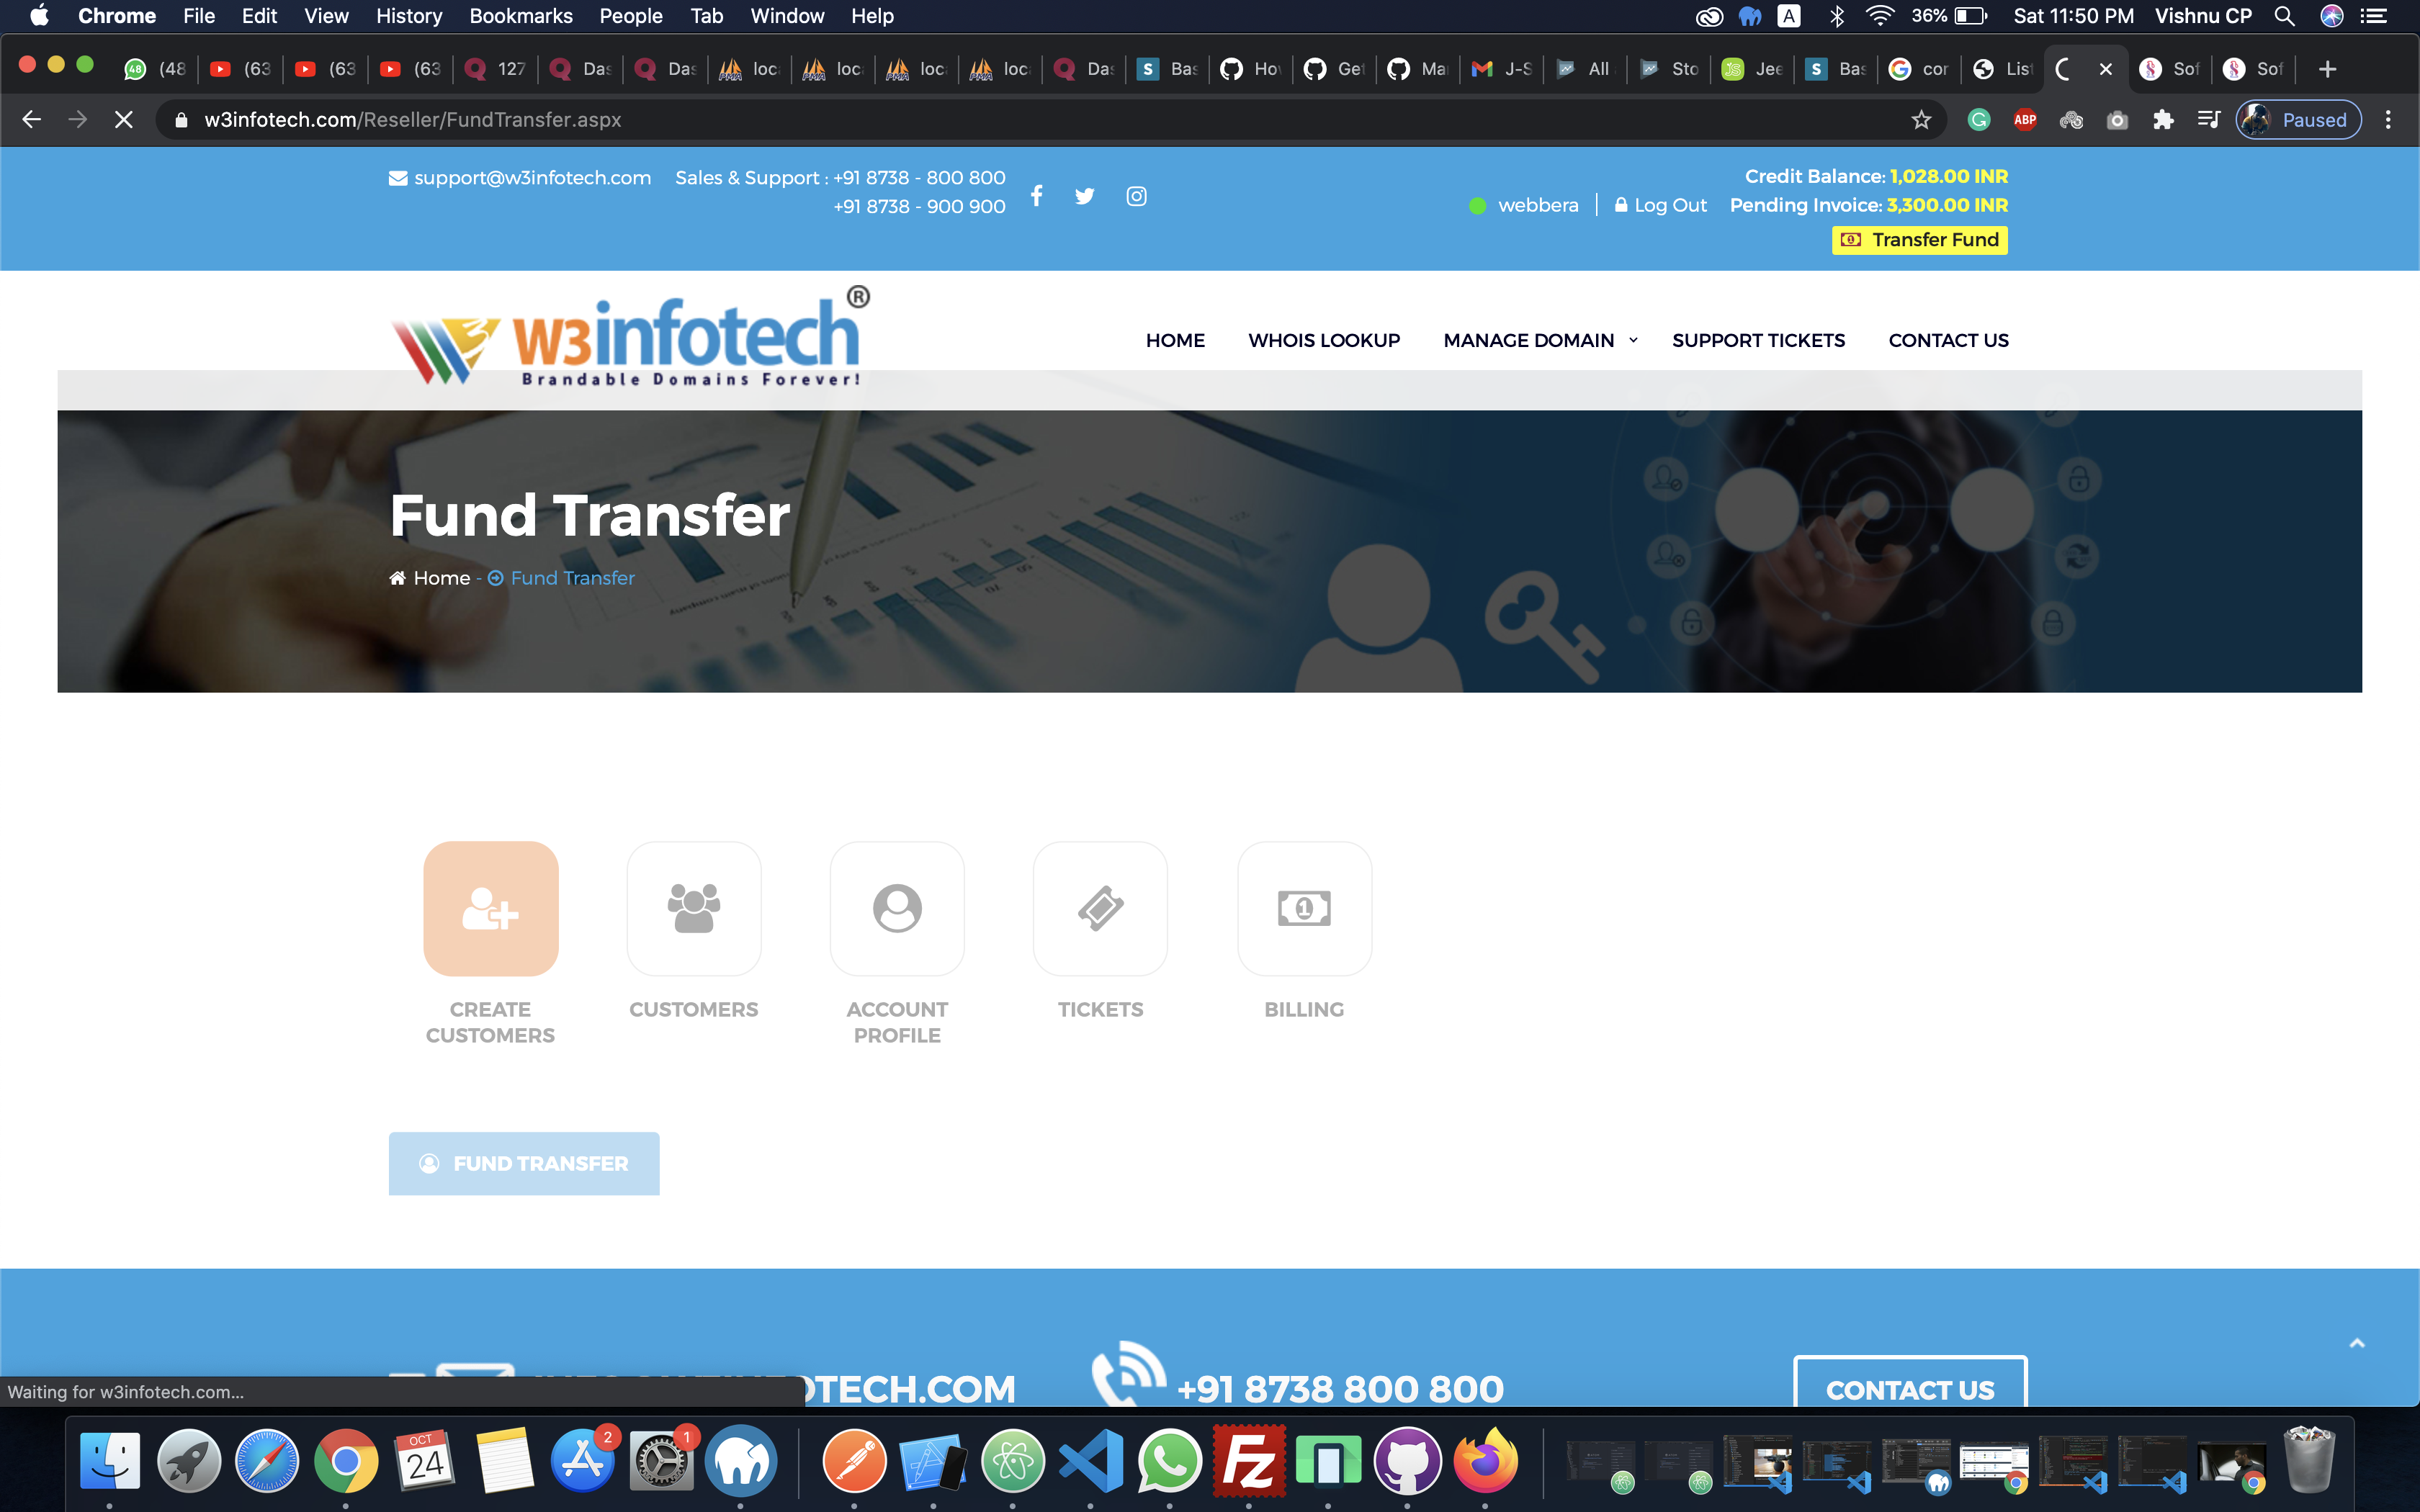 Chrome File Edit View History Bookmarks People Tab Window Help
A 36% Sat 11:50 PM Vishnu CP
48 (48 (63 (63 (63 127 Das Das loc loc loc loc Das Bas Ho Get Ma J-S All Sto Jee Bas cor List Sof Sof
w3infotech.com/Reseller/FundTransfer.aspx
ABP
Paused
support@w3infotech.com Sales & Support : +91 8738 - 800 800
+91 8738 - 900 900
Credit Balance: 1,028.00 INR
webbera Log Out Pending Invoice: 3,300.00 INR
Transfer Fund
W3infotech®
Brandable Domains Forever!
HOME WHOIS LOOKUP MANAGE DOMAIN SUPPORT TICKETS CONTACT US
Fund Transfer
Home - Fund Transfer
CREATE
CUSTOMERS
CUSTOMERS
ACCOUNT
PROFILE
TICKETS
BILLING
FUND TRANSFER
OTECH.COM
+91 8738 800 800
CONTACT US
Waiting for w3infotech.com...
OCT
24
2
1
FZ